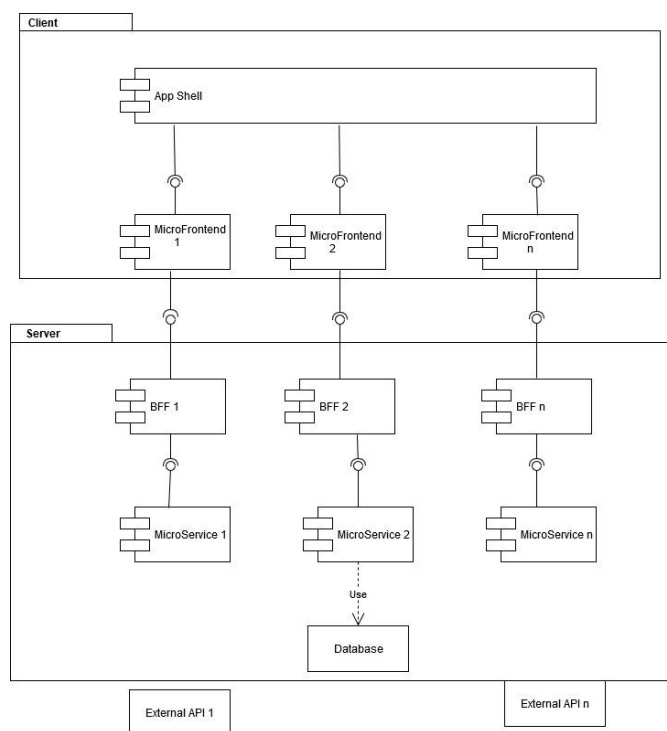 Client
App Shell
MicroFrontend
1
MicroFrontend
2
MicroFrontend
n
Server
BFF 1
BFF 2
BFF n
MicroService 1
MicroService 2
MicroService n
Use
Database
External API 1
External API n